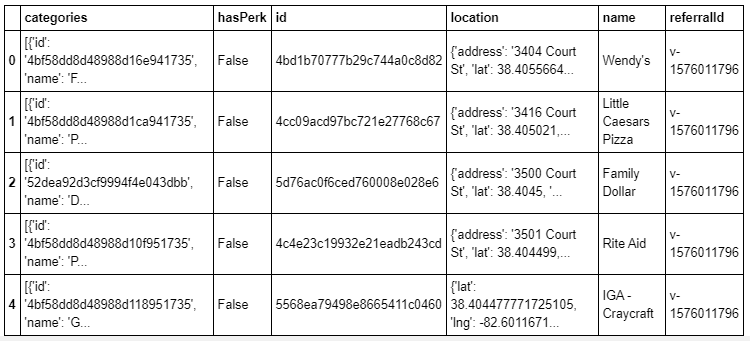 categories hasPerk id location name referralId
0 [{'id': '4bf58dd8d48988d16e941735', 'name': 'F... False 4bd1b70777b29c744a0c8d82 {'address': '3404 Court St', 'lat': 38.4055664... Wendy's v-1576011796
1 [{'id': '4bf58dd8d48988d1ca941735', 'name': 'P... False 4cc09acd97bc721e27768c67 {'address': '3416 Court St', 'lat': 38.405021,... Little Caesars Pizza v-1576011796
2 [{'id': '52dea92d3cf9994f4e043dbb', 'name': 'D... False 5d76ac0f6ced760008e028e6 {'address': '3500 Court St', 'lat': 38.4045, '... Family Dollar v-1576011796
3 [{'id': '4bf58dd8d48988d10f951735', 'name': 'P... False 4c4e23c19932e21eadb243cd {'address': '3501 Court St', 'lat': 38.404499,... Rite Aid v-1576011796
4 [{'id': '4bf58dd8d48988d118951735', 'name': 'G... False 5568ea79498e8665411c0460 {'lat': 38.404477771725105, 'lng': -82.6011671... IGA - Craycraft v-1576011796